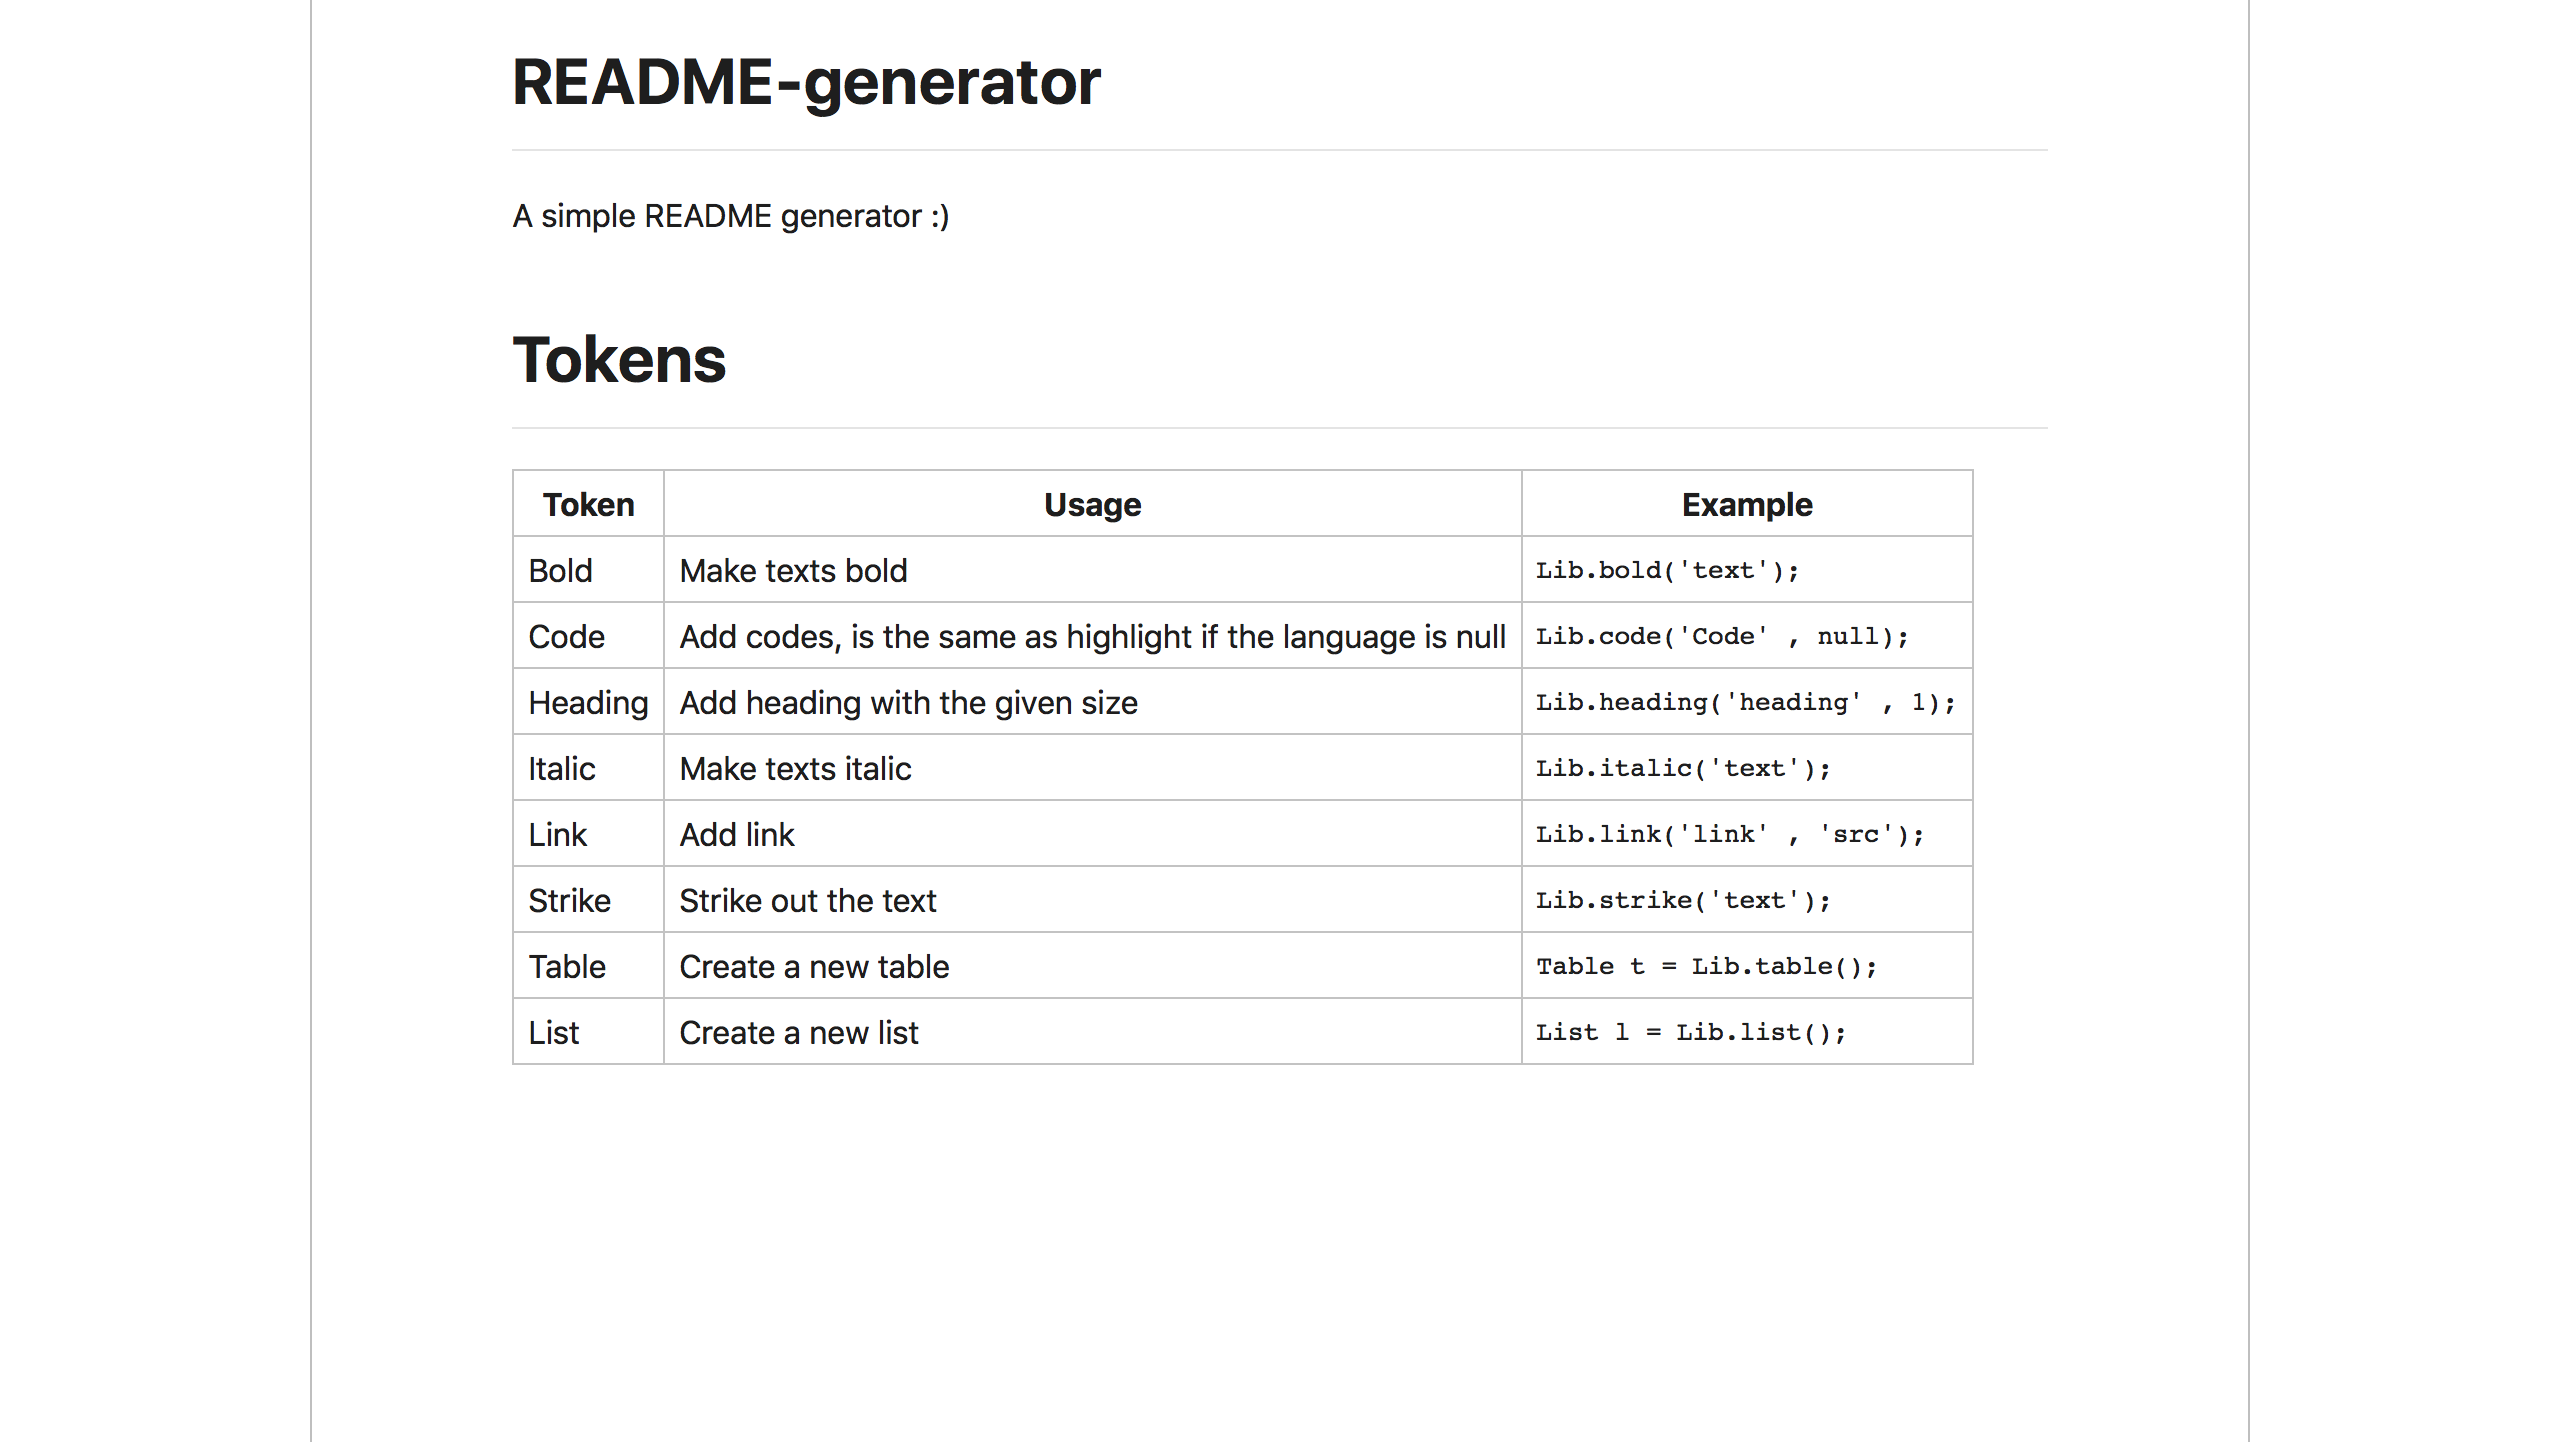 README-generator
A simple README generator :)
Tokens
Token Usage Example
Bold Make texts bold Lib.bold('text');
Code Add codes, is the same as highlight if the language is null Lib.code('Code' , null);
Heading Add heading with the given size Lib.heading('heading' , 1);
Italic Make texts italic Lib.italic('text');
Link Add link Lib.link('link' , 'src');
Strike Strike out the text Lib.strike('text');
Table Create a new table Table t = Lib.table();
List Create a new list List l = Lib.list();